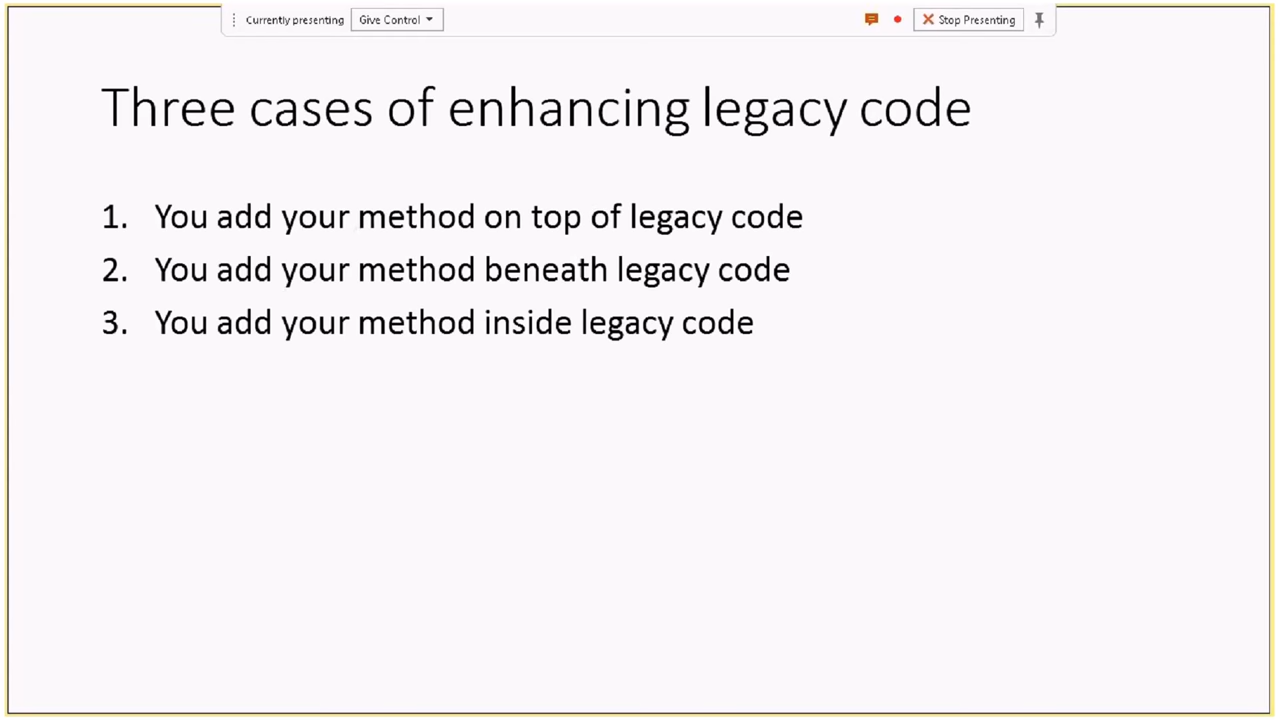 Currently presenting Give Control Stop Presenting
Three cases of enhancing legacy code
1. You add your method on top of legacy code
2. You add your method beneath legacy code
3. You add your method inside legacy code